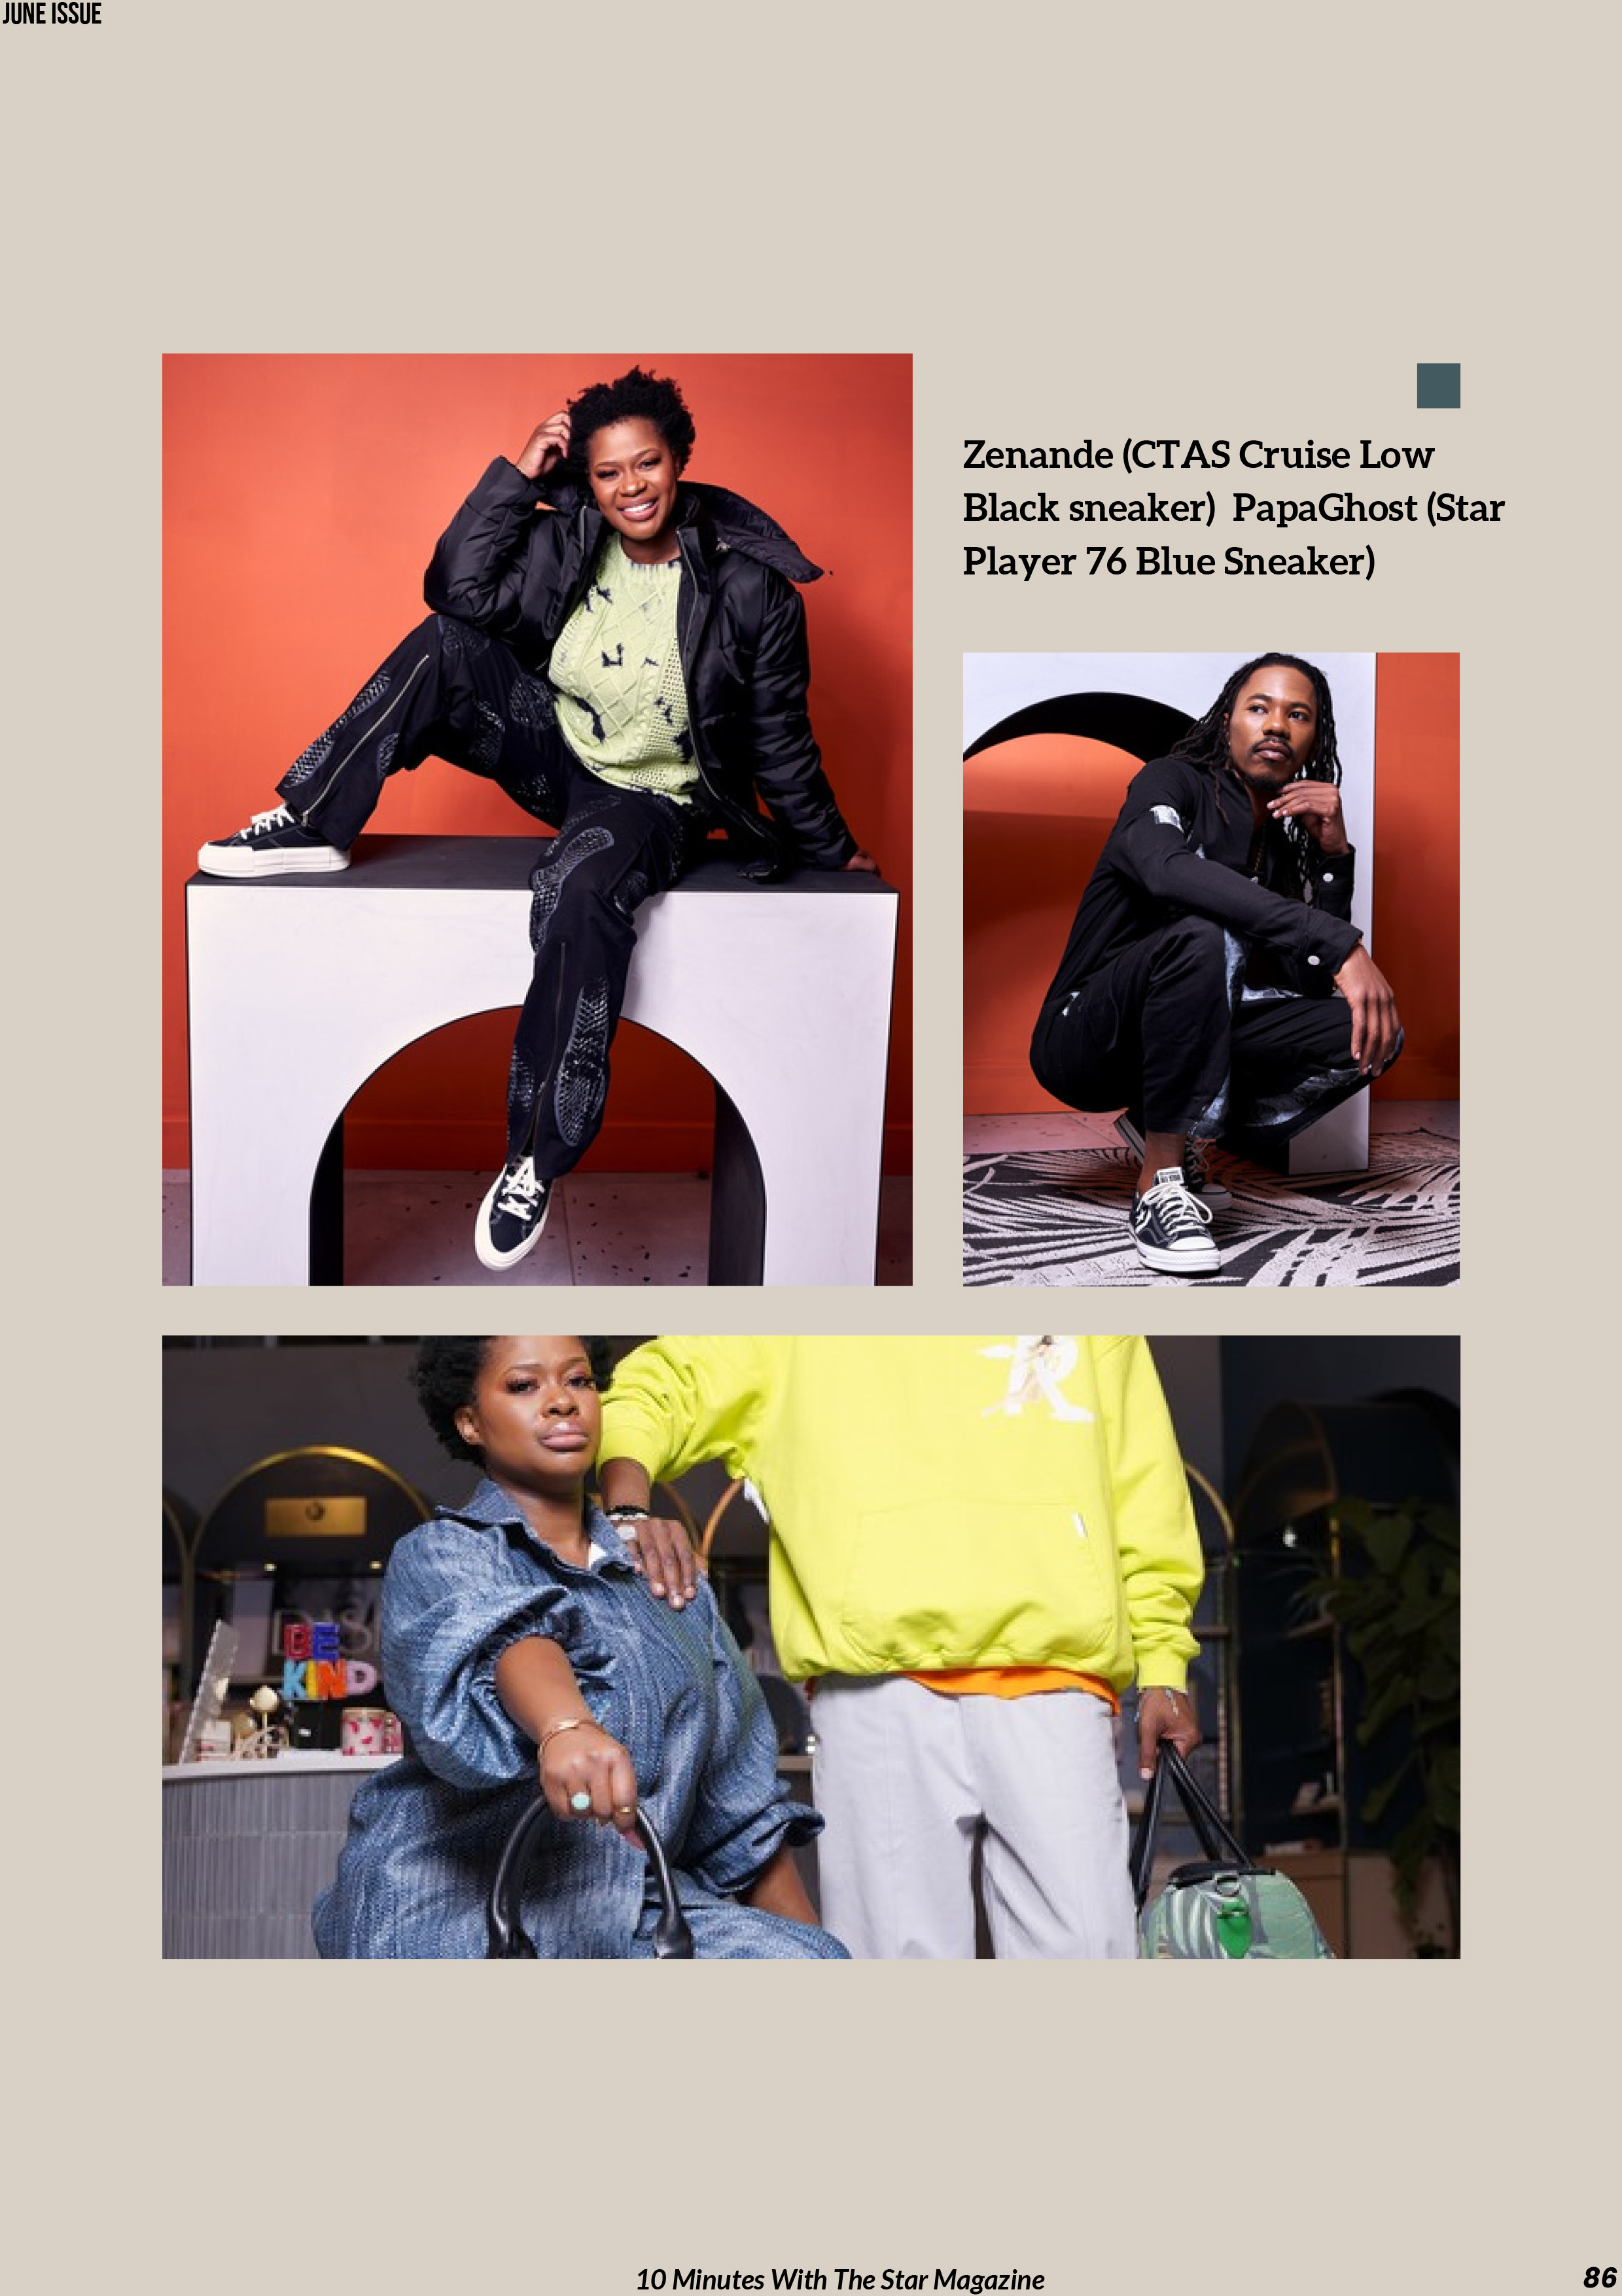 JUNE ISSUE
Zenande (CTAS Cruise Low
Black sneaker)  PapaGhost (Star
Player 76 Blue Sneaker)
R
BE
KIND
10 Minutes With The Star Magazine
86